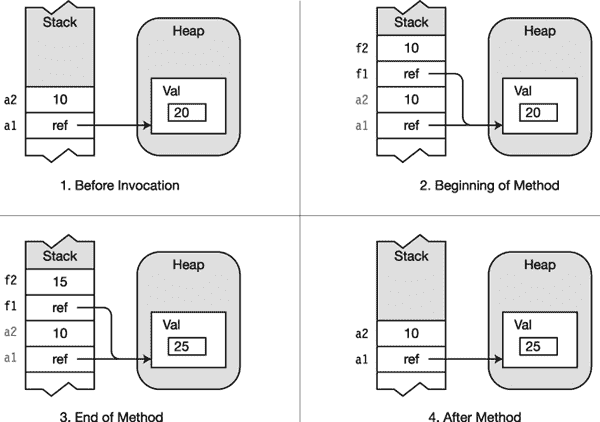 Stack
Heap
a2 10
Val
20
a1 ref
1. Before Invocation
Stack
Heap
f2 10
f1 ref
Val
20
a2 10
a1 ref
2. Beginning of Method
Stack
Heap
f2 15
f1 ref
Val
25
a2 10
a1 ref
3. End of Method
Stack
Heap
Val
25
a2 10
a1 ref
4. After Method